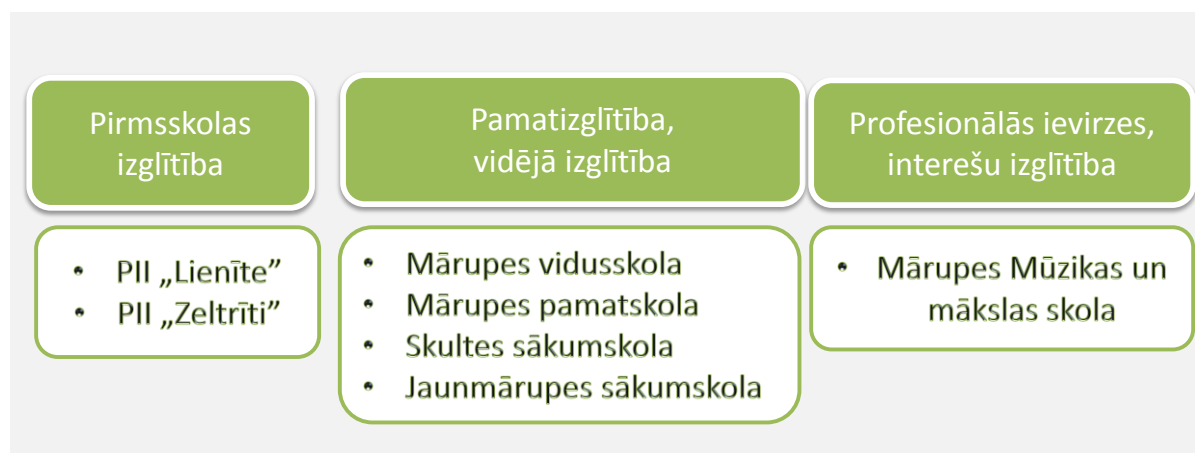 Pirmsskolas
izglītība
Pamatizglītība,
vidējā izglītība
Profesionālās ievirzes,
interešu izglītība
• PII „Lienīte”
• PII „Zeltrīti”
• Mārupes vidusskola
• Mārupes pamatskola
• Skultes sākumskola
• Jaunmārupes sākumskola
• Mārupes Mūzikas un
mākslas skola